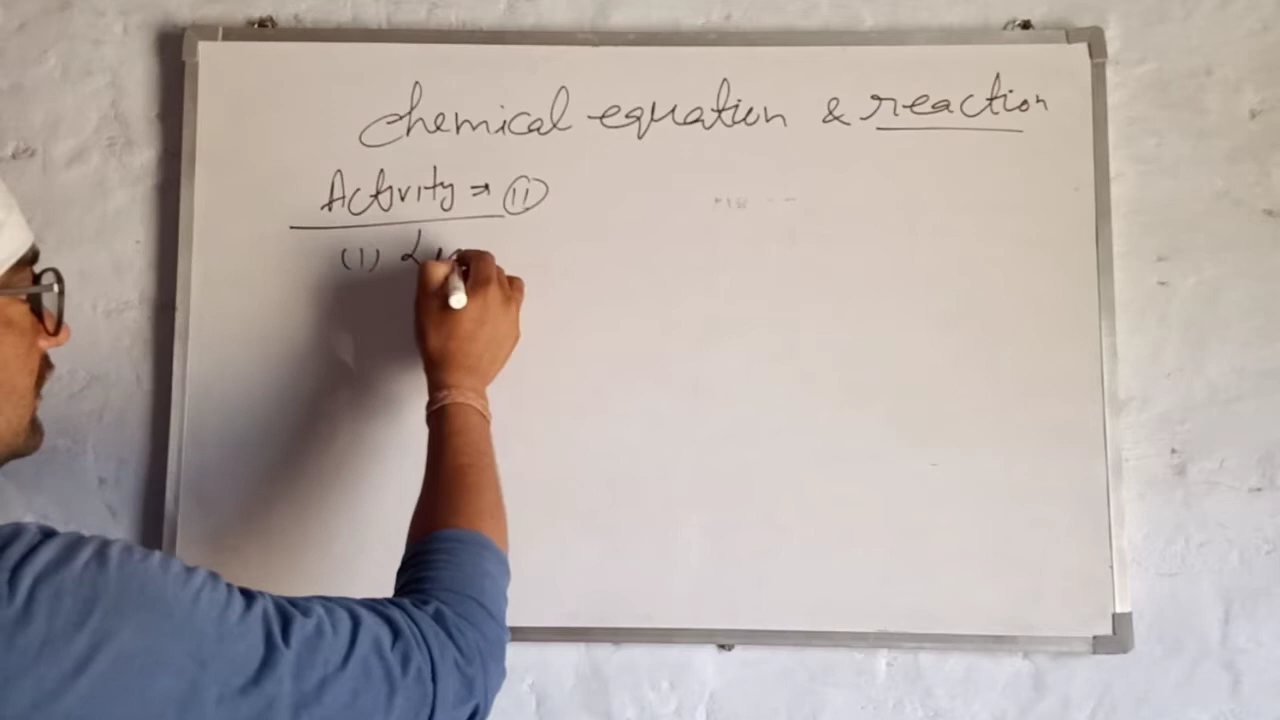 chemical equation & reaction
Activity ⇒ (11)
(1)